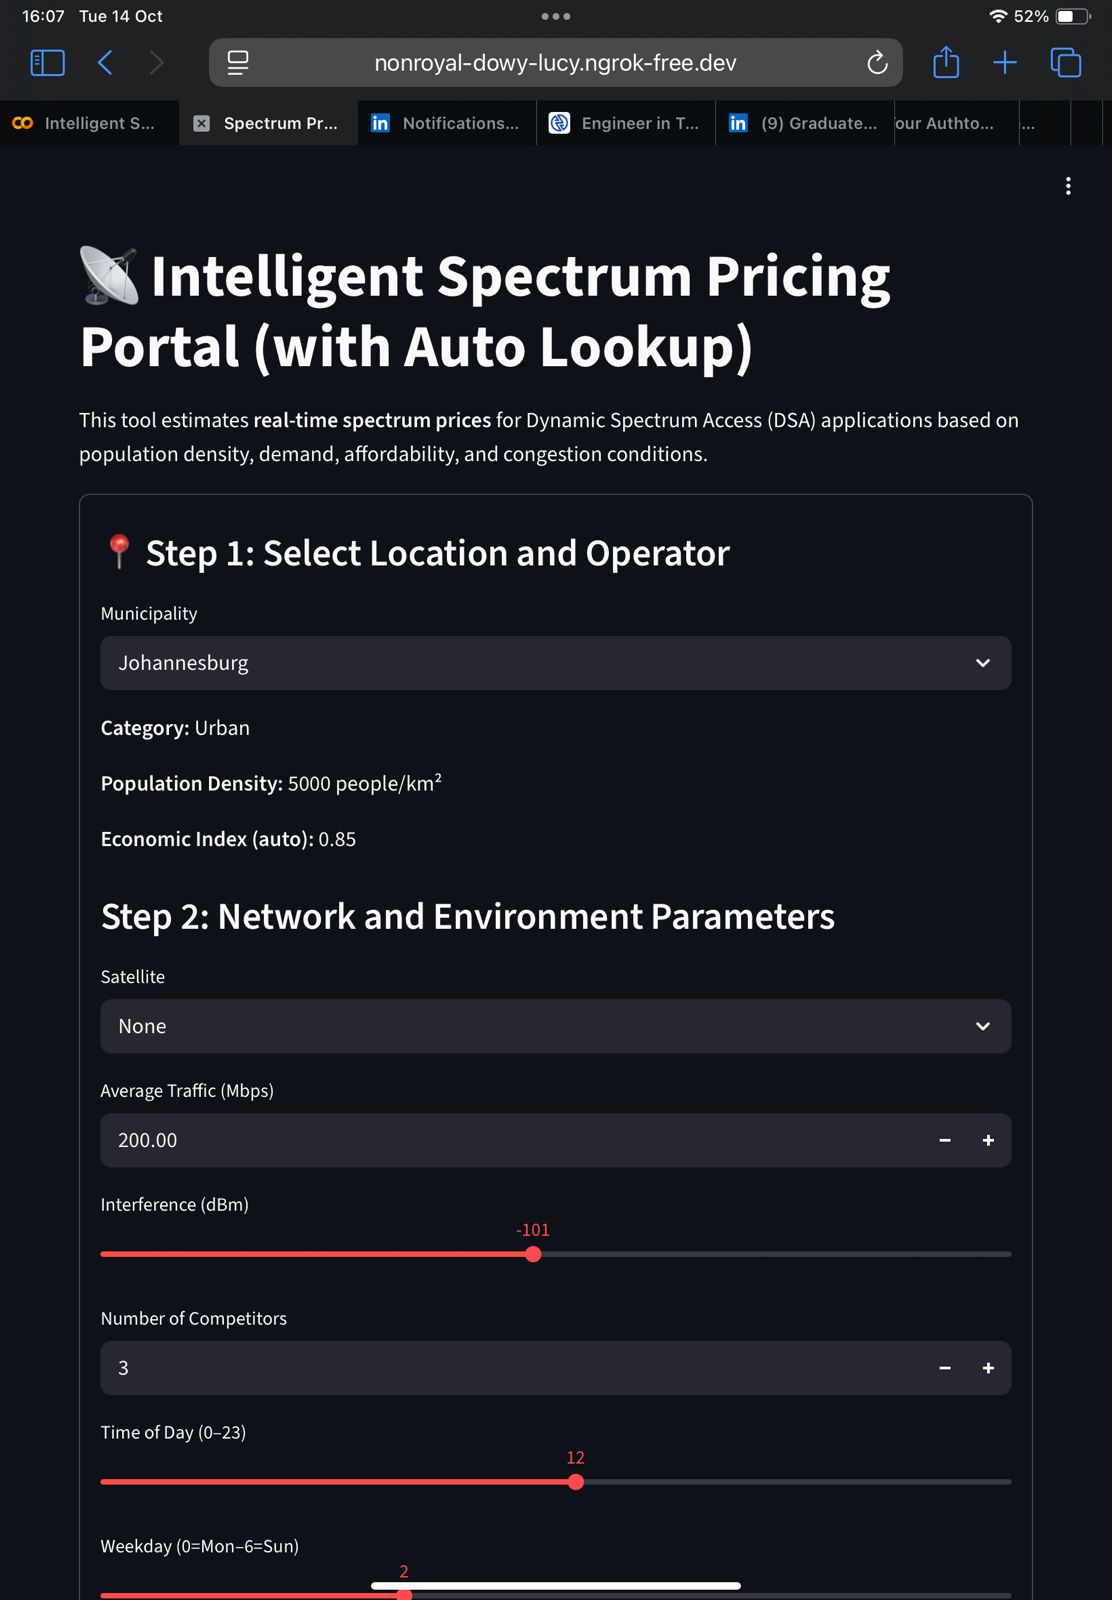 16:07 Tue 14 Oct
52%
nonroyal-dowy-lucy.ngrok-free.dev
Intelligent S...
Spectrum Pr...
Notifications...
Engineer in T...
(9) Graduate...
our Authto...
Intelligent Spectrum Pricing
Portal (with Auto Lookup)
This tool estimates real-time spectrum prices for Dynamic Spectrum Access (DSA) applications based on
population density, demand, affordability, and congestion conditions.
Step 1: Select Location and Operator
Municipality
Johannesburg
Category: Urban
Population Density: 5000 people/km²
Economic Index (auto): 0.85
Step 2: Network and Environment Parameters
Satellite
None
Average Traffic (Mbps)
200.00
Interference (dBm)
-101
Number of Competitors
3
Time of Day (0–23)
12
Weekday (0=Mon–6=Sun)
2